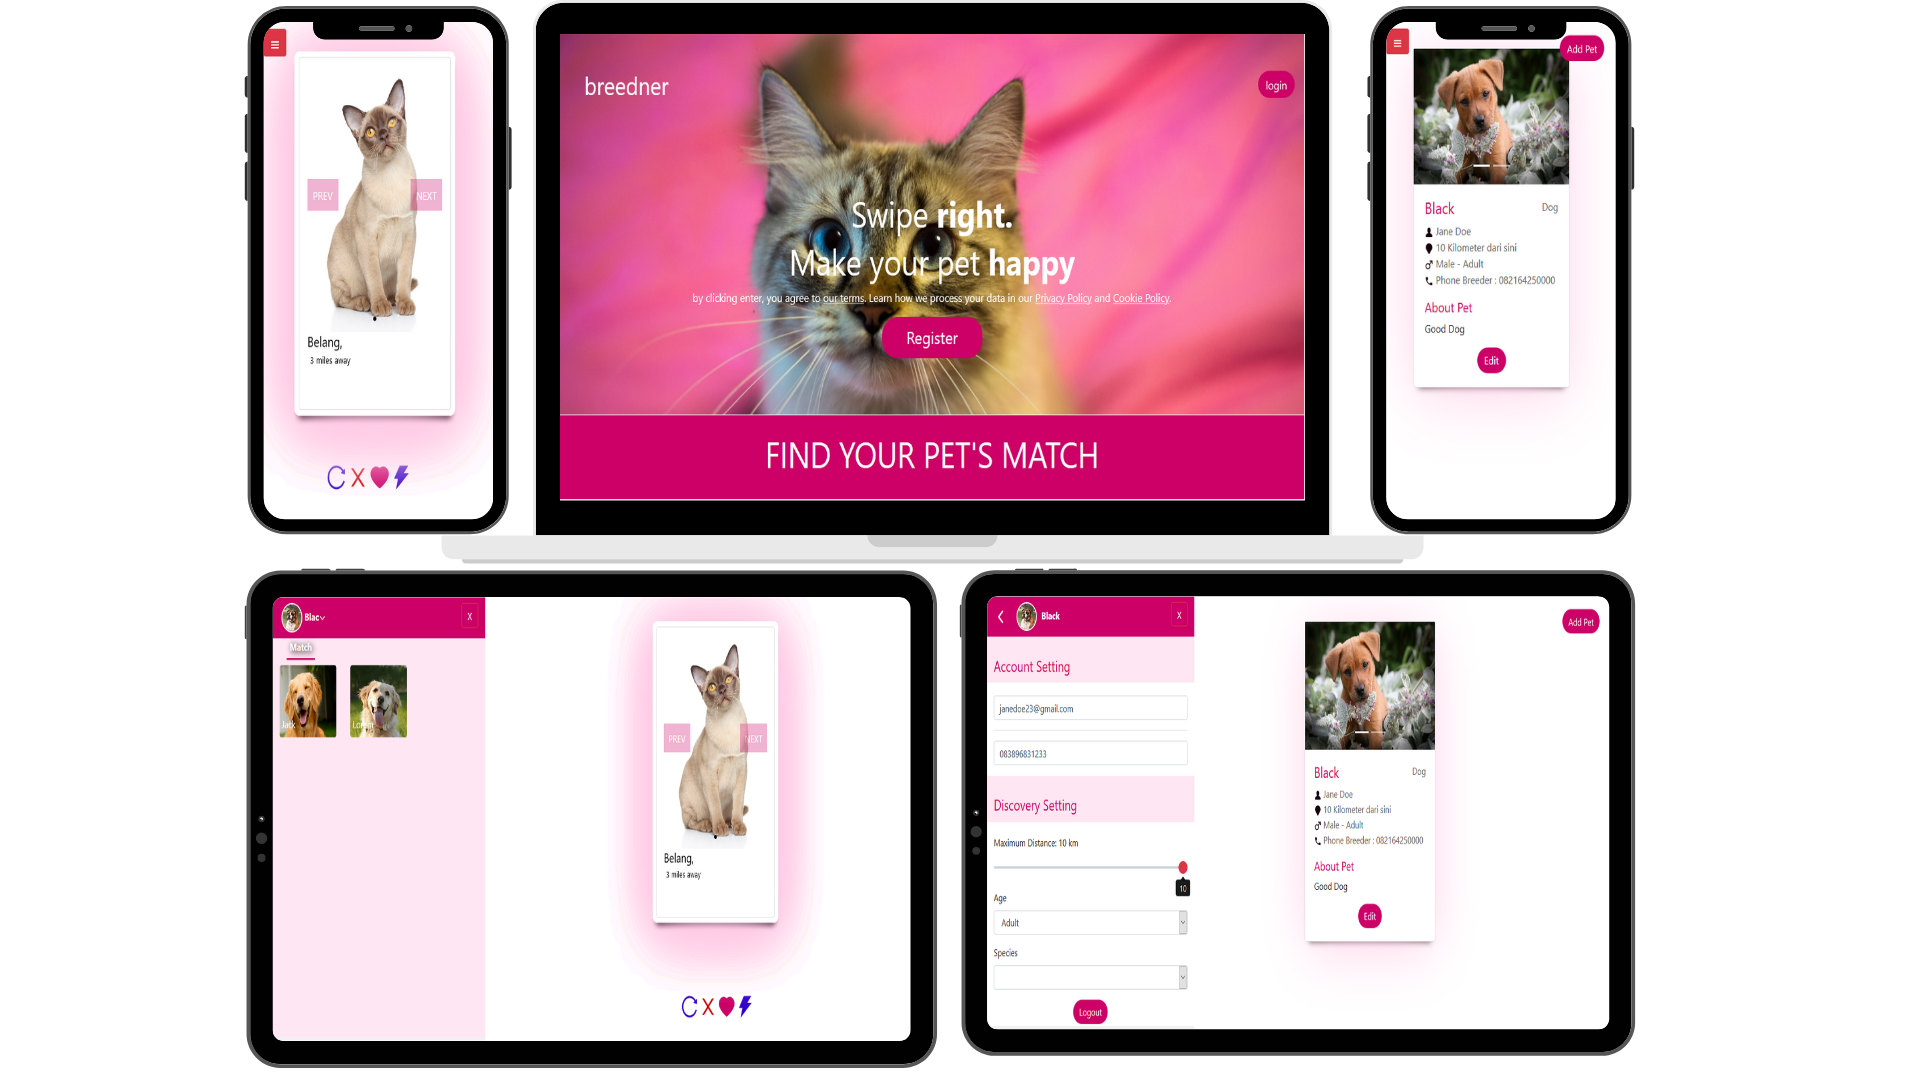 PREV
NEXT
Belang,
3 miles away
X
breedner
login
Swipe right.
Make your pet happy
by clicking enter, you agree to our terms. Learn how we process your data in our Privacy Policy and Cookie Policy.
Register
FIND YOUR PET'S MATCH
Add Pet
Black
Dog
Jane Doe
10 Kilometer dari sini
Male - Adult
Phone Breeder : 082164250000
About Pet
Good Dog
Edit
Blac
X
Match
Jack
PREV
NEXT
Belang,
3 miles away
X
Black
X
Account Setting
janedoe23@gmail.com
083896831233
Discovery Setting
Maximum Distance: 10 km
10
Age
Adult
Species
Logout
Add Pet
Black
Dog
Jane Doe
10 Kilometer dari sini
Male - Adult
Phone Breeder : 082164250000
About Pet
Good Dog
Edit